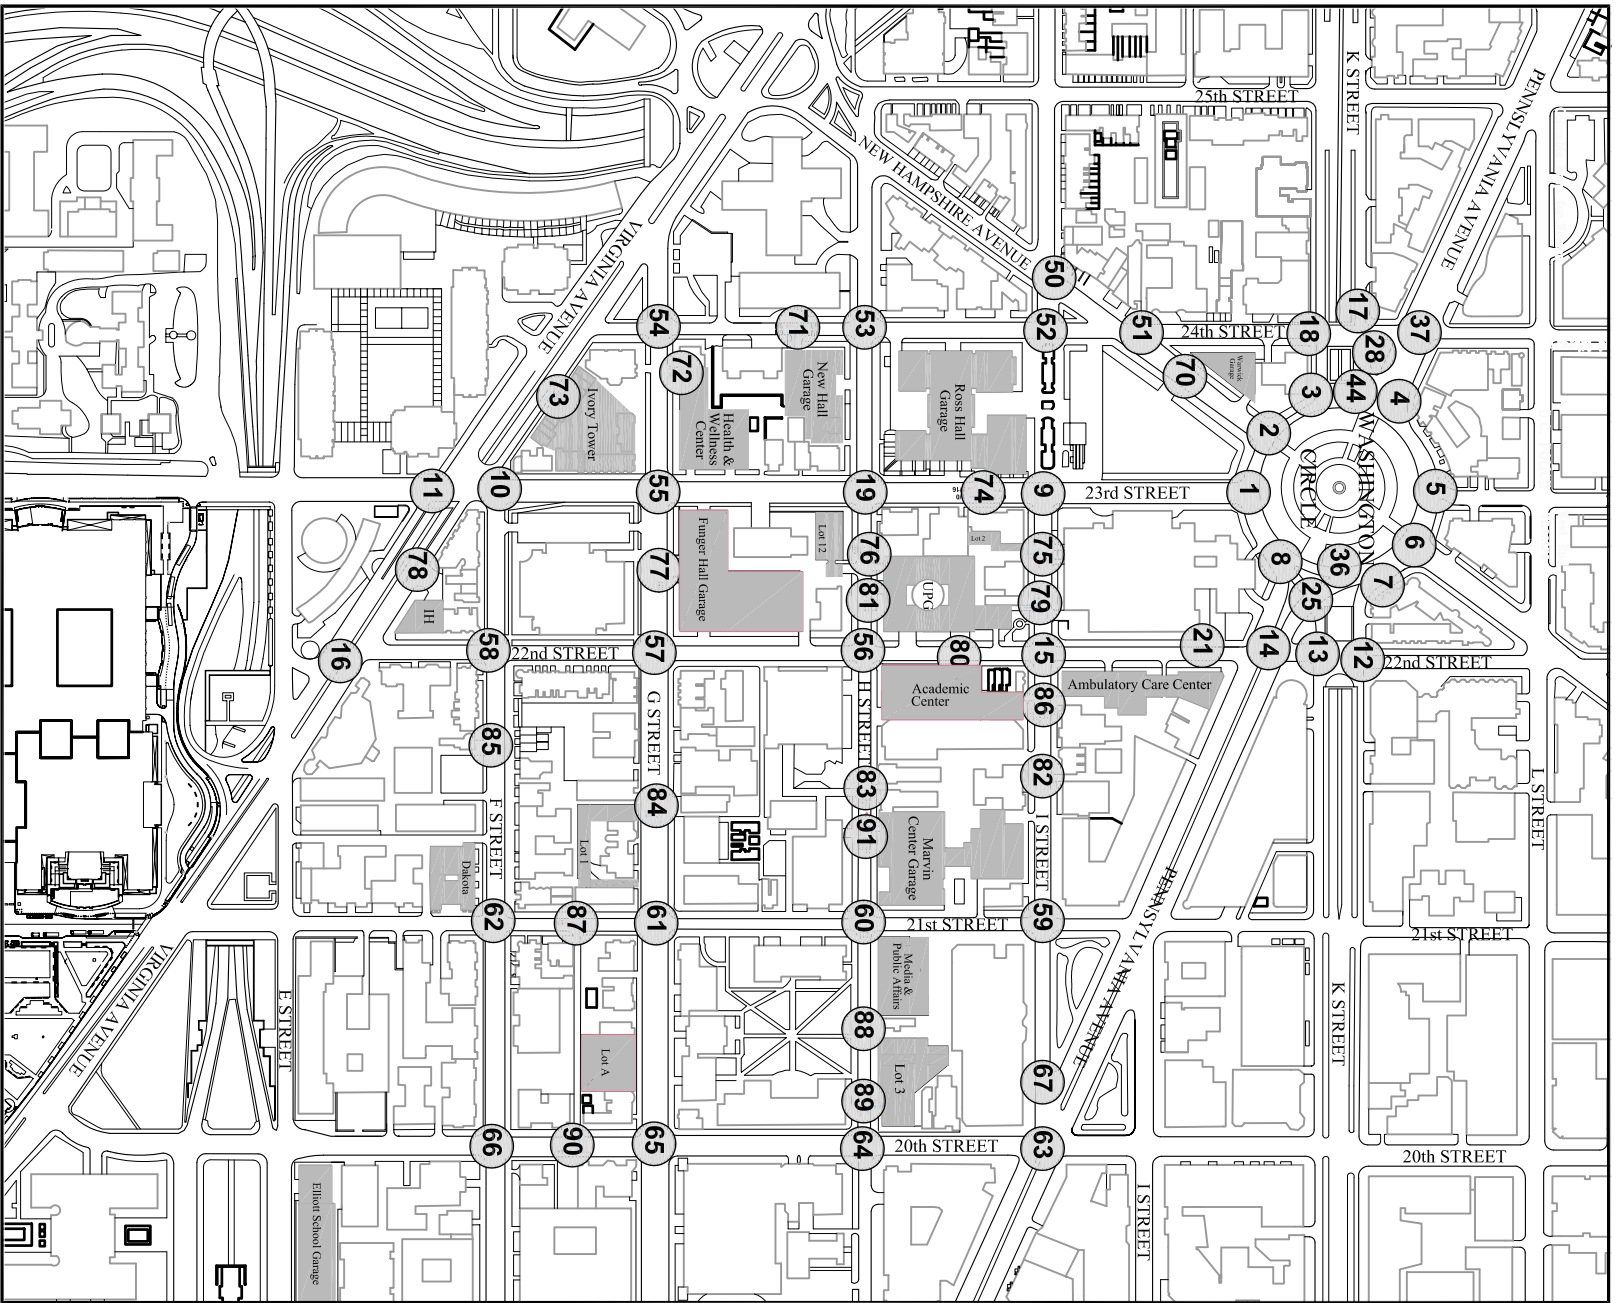 25th STREET
K STREET
PENNSLYVANIA AVENUE
NEW HAMPSHIRE AVENUE
VIRGINIA AVENUE
50
17
54
71
53
52
51
24th STREET
18
37
28
72
New Hall
Garage
Ross Hall
Garage
70
Warwick
Garage
3
44
4
73
Ivory Tower
Health &
Wellness
Center
2
WASHINGTON
CIRCLE
11
10
55
19
74
9
23rd STREET
1
5
Funger Hall Garage
Lot 12
Lot 2
76
75
6
78
77
8
36
7
IH
81
UPG
79
25
16
58
22nd STREET
57
56
80
15
21
14
13
12
22nd STREET
Academic
Center
Ambulatory Care Center
86
G STREET
H STREET
85
82
83
84
F STREET
I STREET
L STREET
91
Marvin
Center Garage
Lot 1
Dakota
PENNSYLVANIA AVENUE
62
87
61
60
21st STREET
59
21st STREET
Media &
Public Affairs
VIRGINIA AVENUE
E STREET
K STREET
88
Lot A
Lot 3
67
89
66
90
65
64
20th STREET
63
20th STREET
Elliott School Garage
I STREET